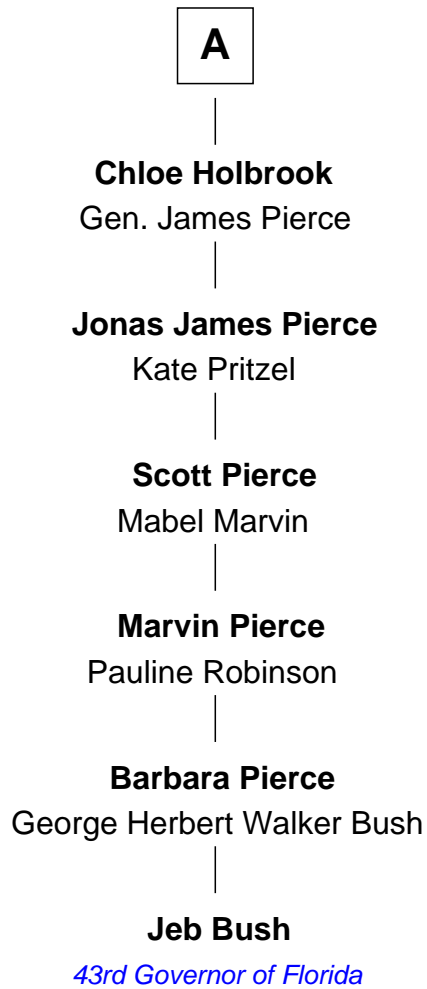 A
Chloe Holbrook
Gen. James Pierce
Jonas James Pierce
Kate Pritzel
Scott Pierce
Mabel Marvin
Marvin Pierce
Pauline Robinson
Barbara Pierce
George Herbert Walker Bush
Jeb Bush
43rd Governor of Florida